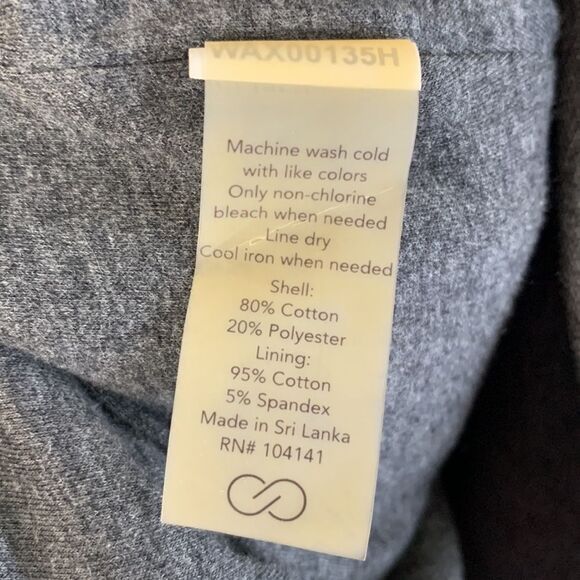 WAX00135H
Machine wash cold
with like colors
Only non-chlorine
bleach when needed
Line dry
Cool iron when needed
Shell:
80% Cotton
20% Polyester
Lining:
95% Cotton
5% Spandex
Made in Sri Lanka
RN# 104141